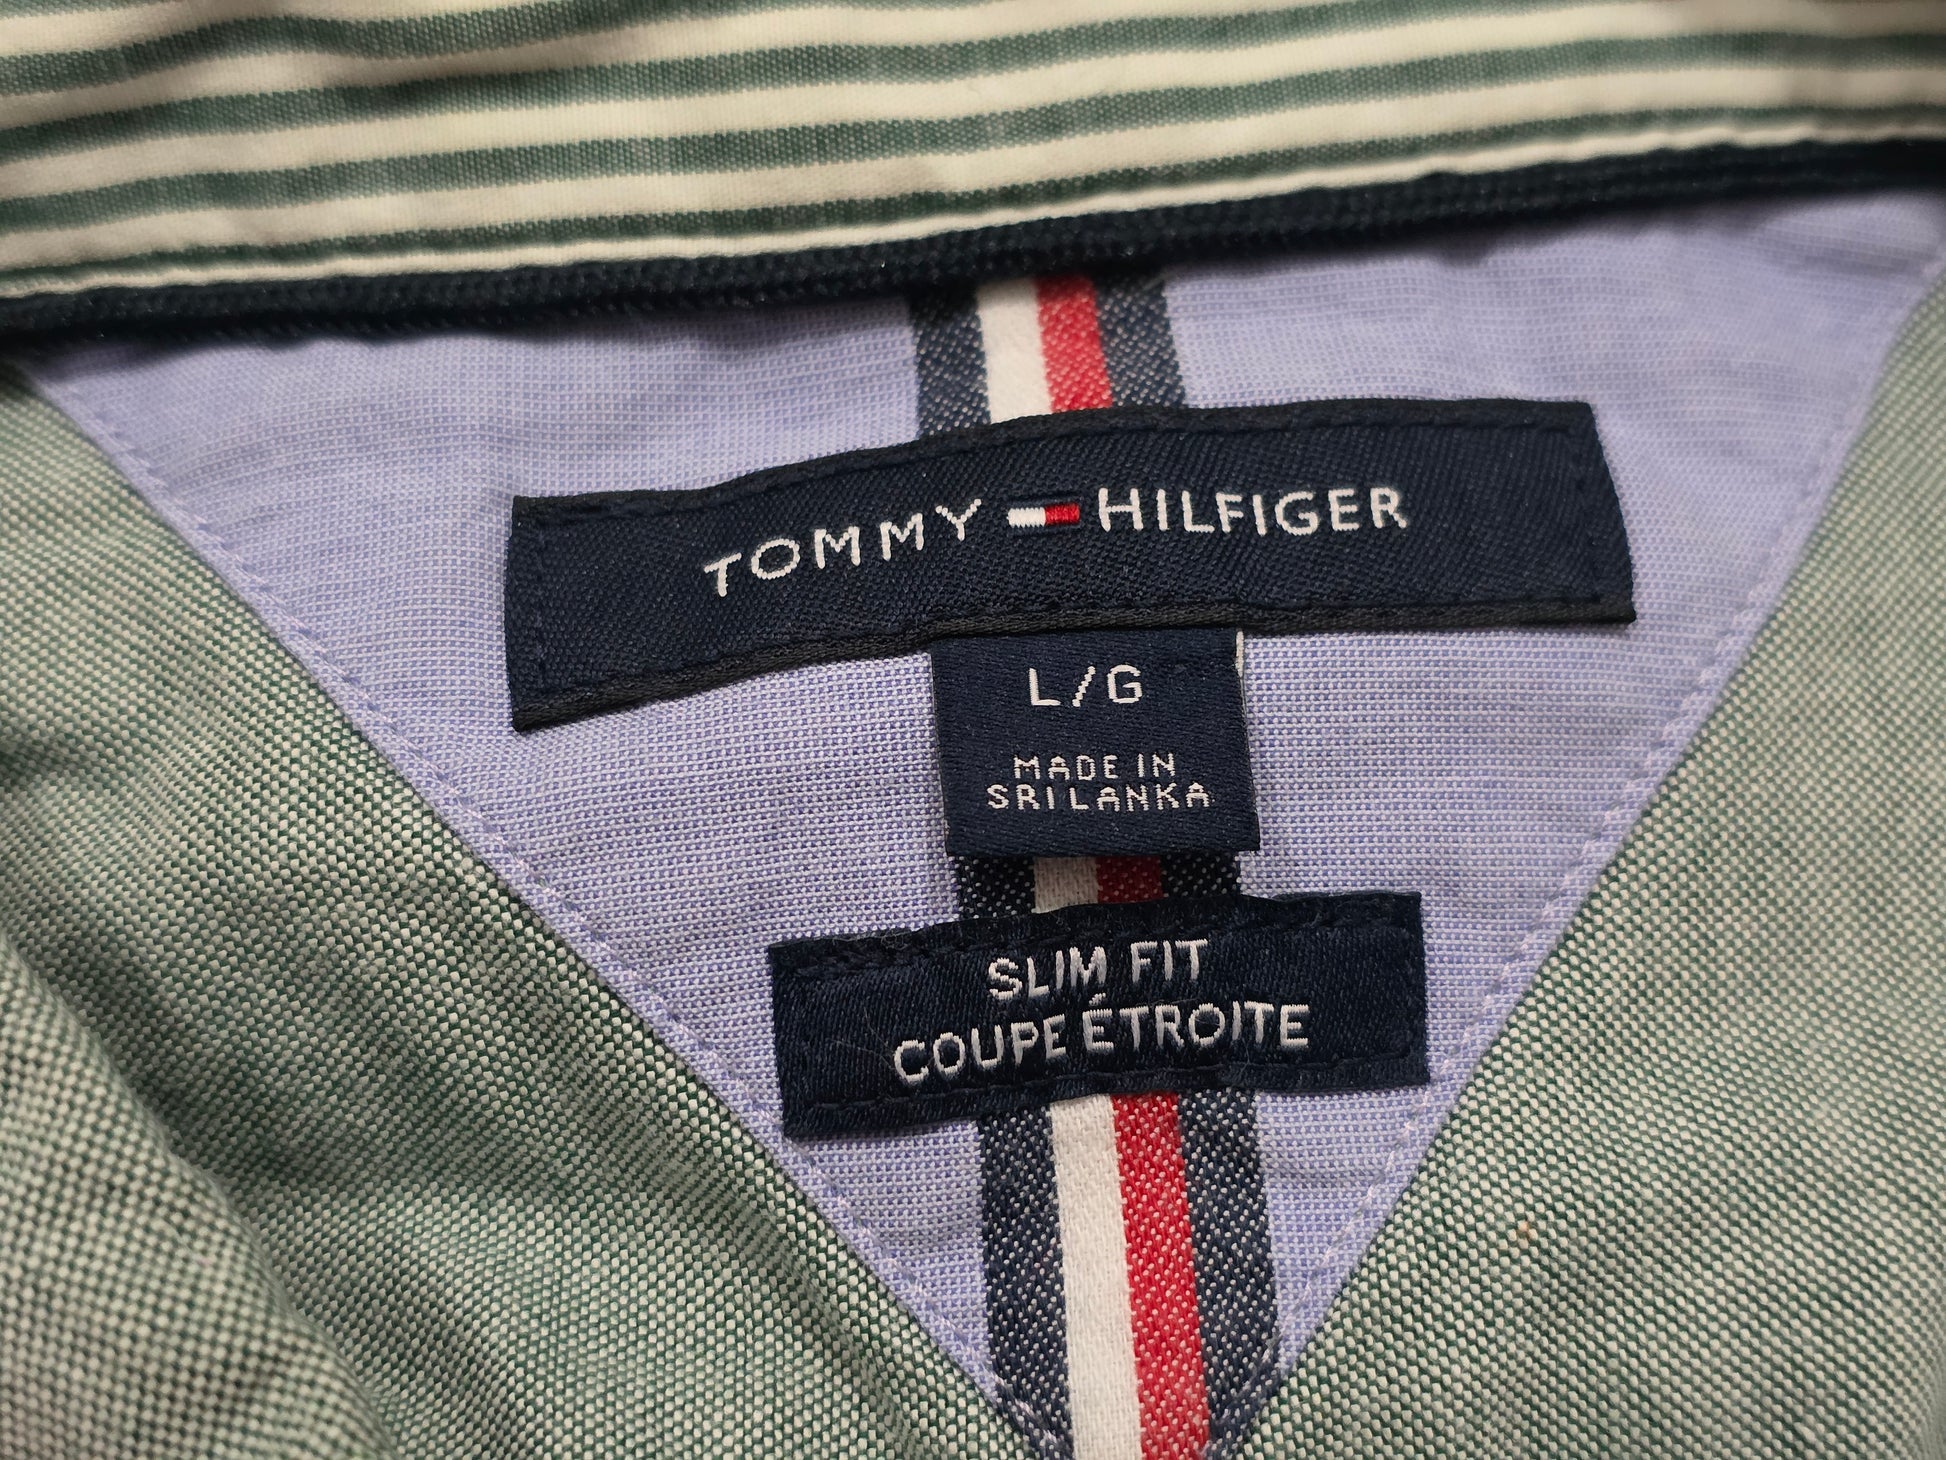 TOMMY HILFIGER
L/G
MADE IN
SRI LANKA
SLIM FIT
COUPE ÉTROITE